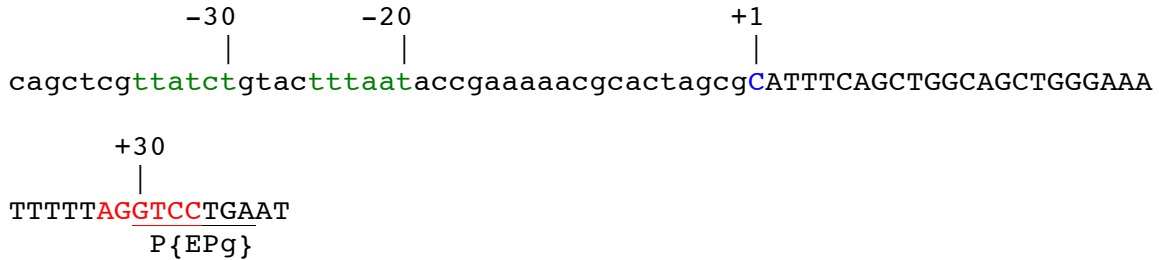 -30 -20 +1
cagctcgttatctgtactttaataccgaaaaacgcactagcgCATTTCAGCTGGCAGCTGGGAAA
+30
TTTTTAGGTCCTGAAT
P{EPg}